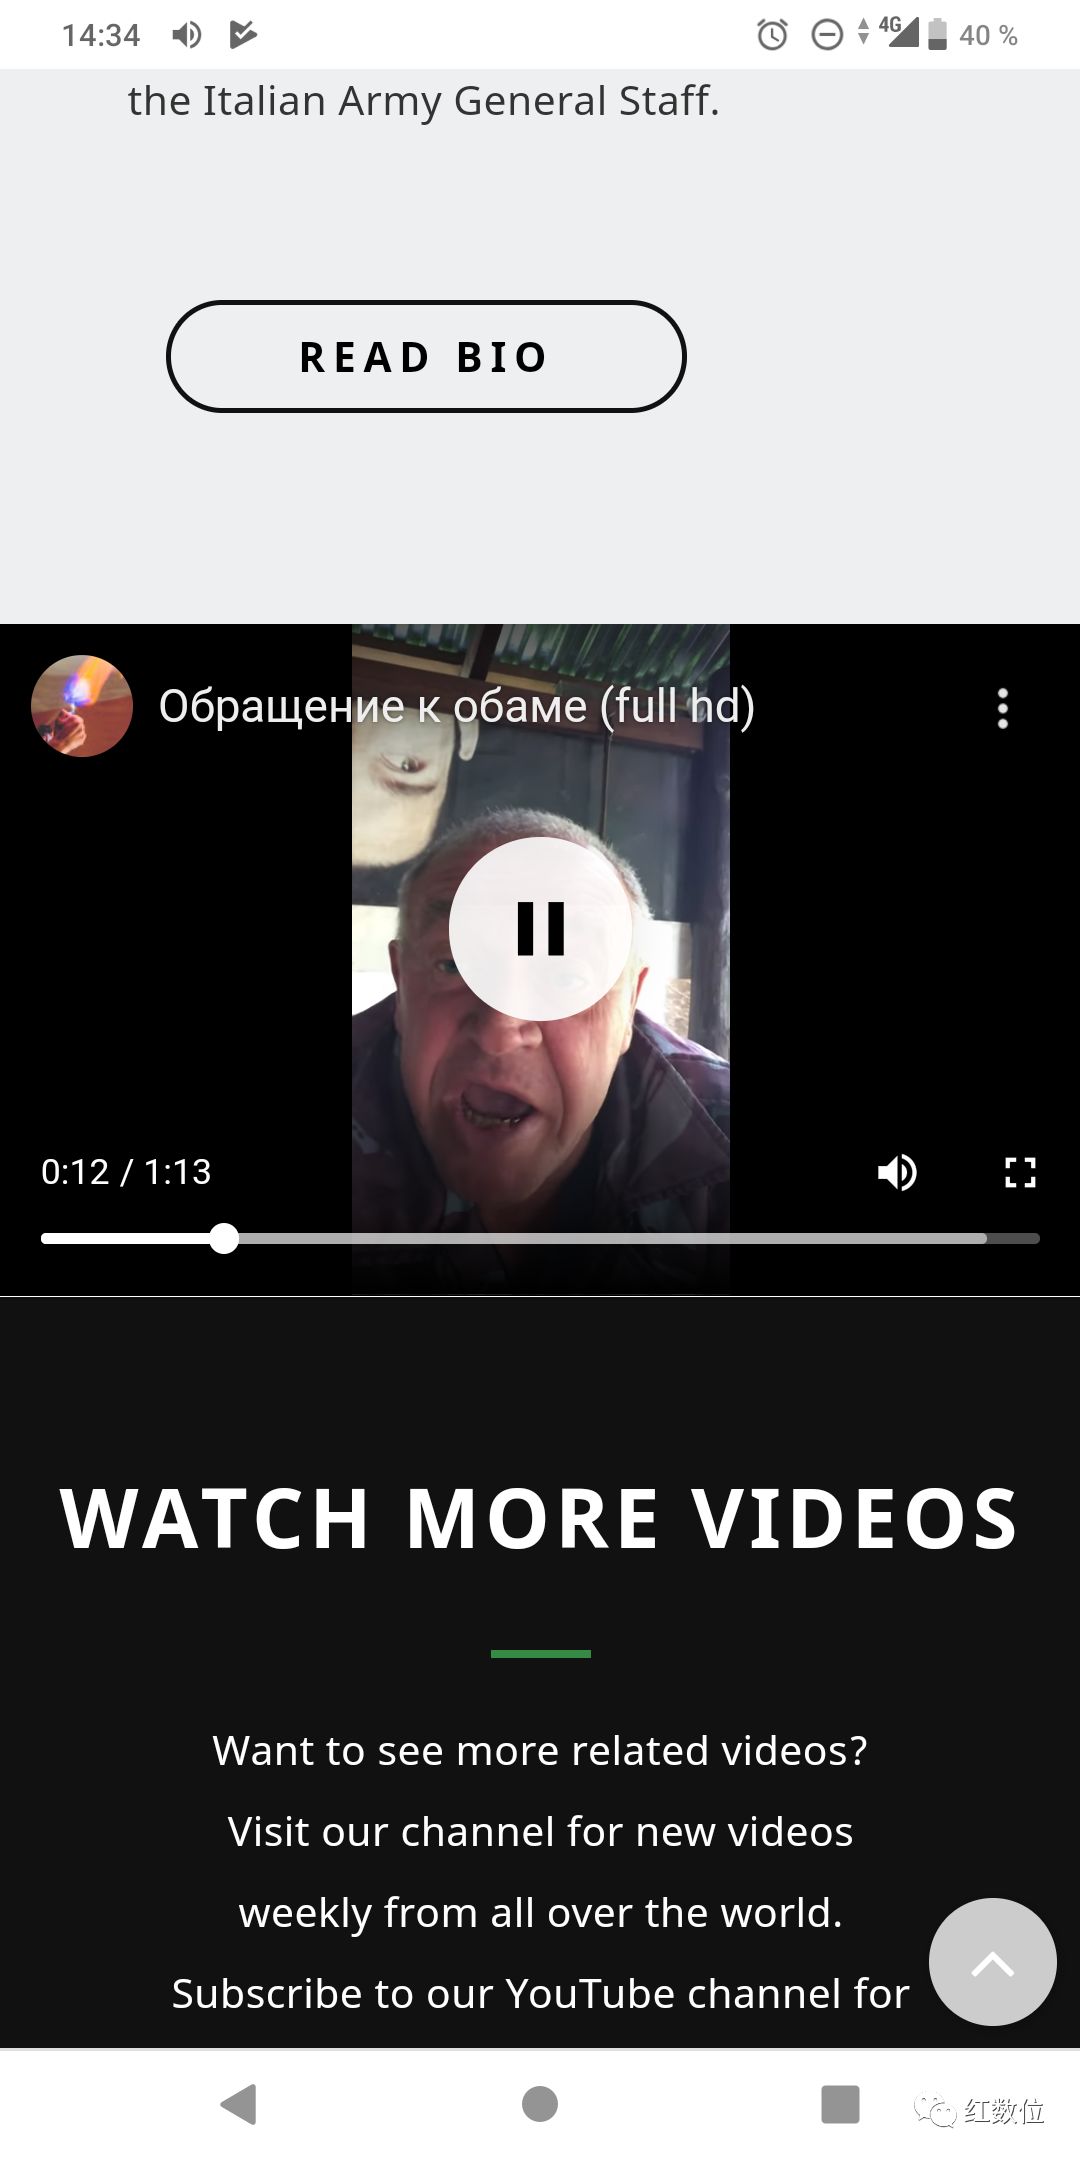 14:34
4G
40 %
the Italian Army General Staff.
READ BIO
Обращение к обаме (full hd)
0:12 / 1:13
WATCH MORE VIDEOS
Want to see more related videos?
Visit our channel for new videos
weekly from all over the world.
Subscribe to our YouTube channel for
红数位